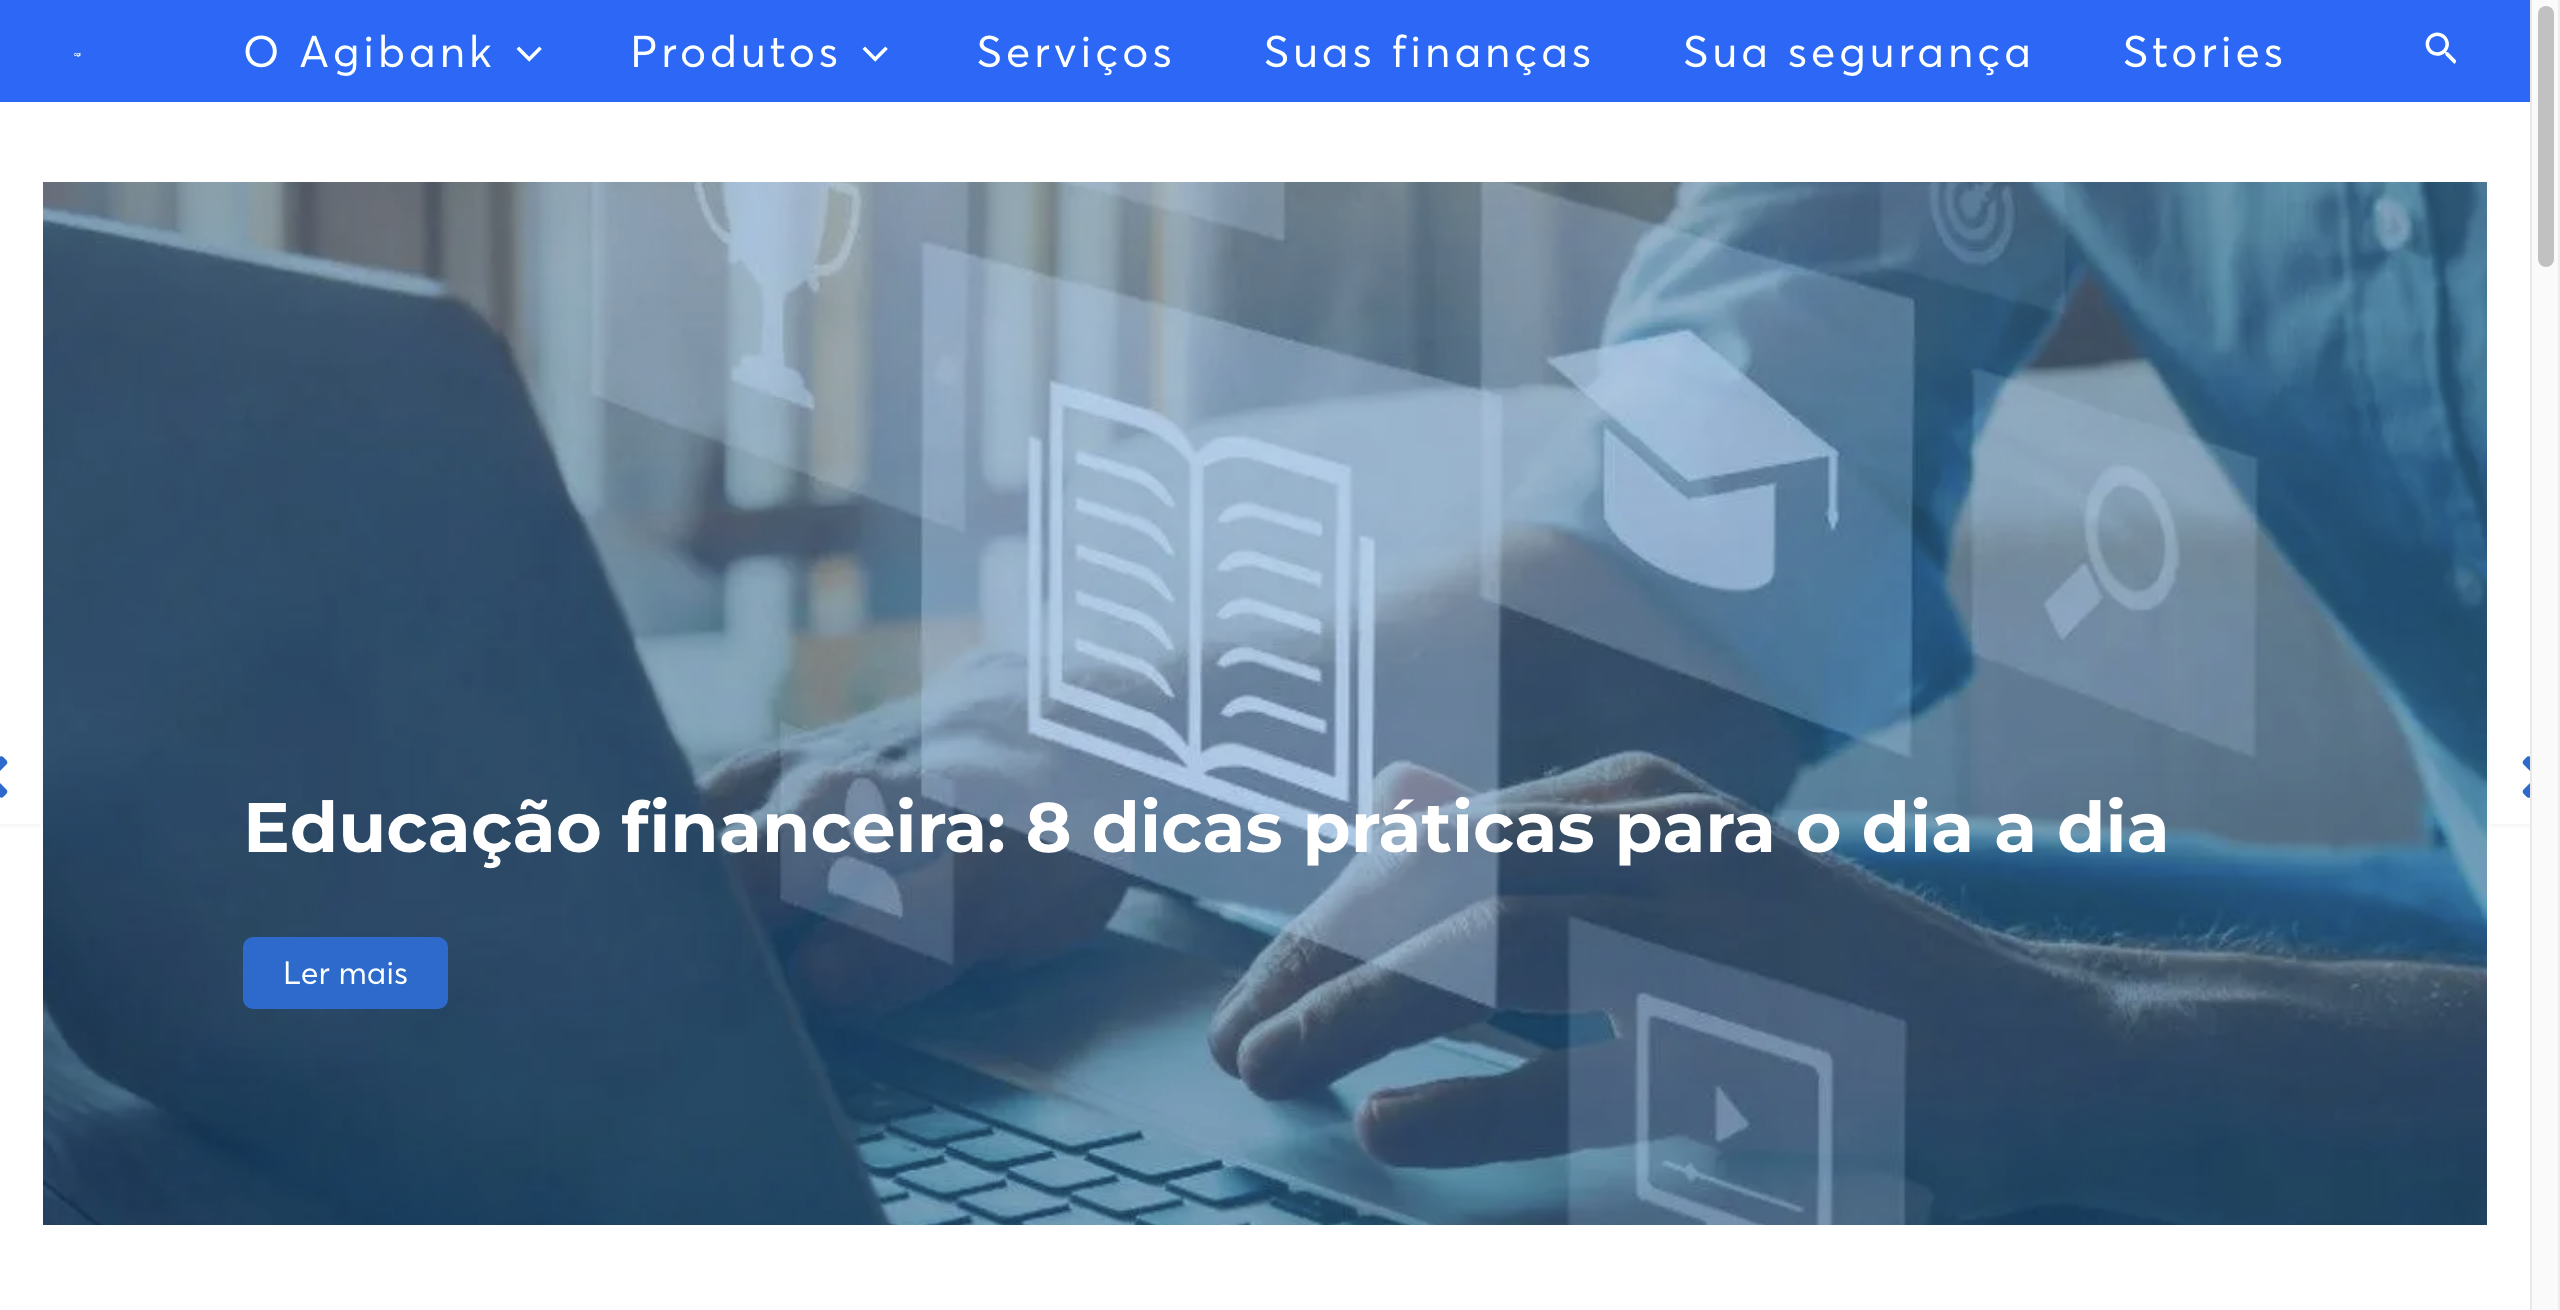 O Agibank
Produtos
Serviços
Suas finanças
Sua segurança
Stories
Educação financeira: 8 dicas práticas para o dia a dia
Ler mais